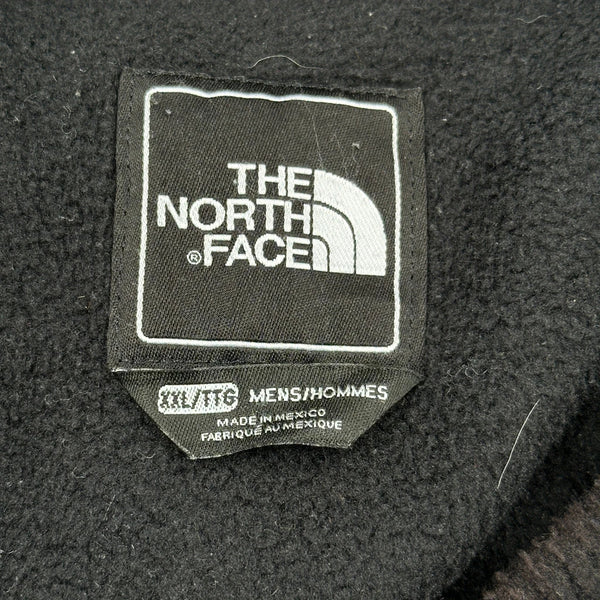 THE
NORTH
® FACE
XXL/TTG MENS/HOMMES
MADE IN MEXICO
FABRIQUÉ AU MEXIQUE